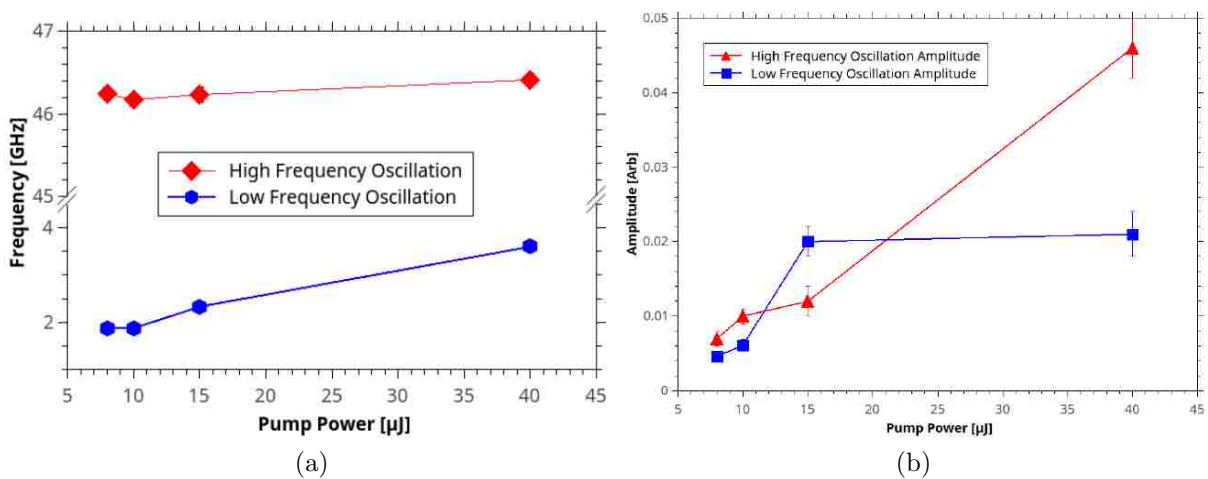 47
46
45
4
2
Frequency [GHz]
High Frequency Oscillation
Low Frequency Oscillation
5 10 15 20 25 30 35 40 45
Pump Power [µJ]
(a)
0.05
0.04
0.03
0.02
0.01
0
Amplitude [Arb]
High Frequency Oscillation Amplitude
Low Frequency Oscillation Amplitude
5 10 15 20 25 30 35 40 45
Pump Power [µJ]
(b)